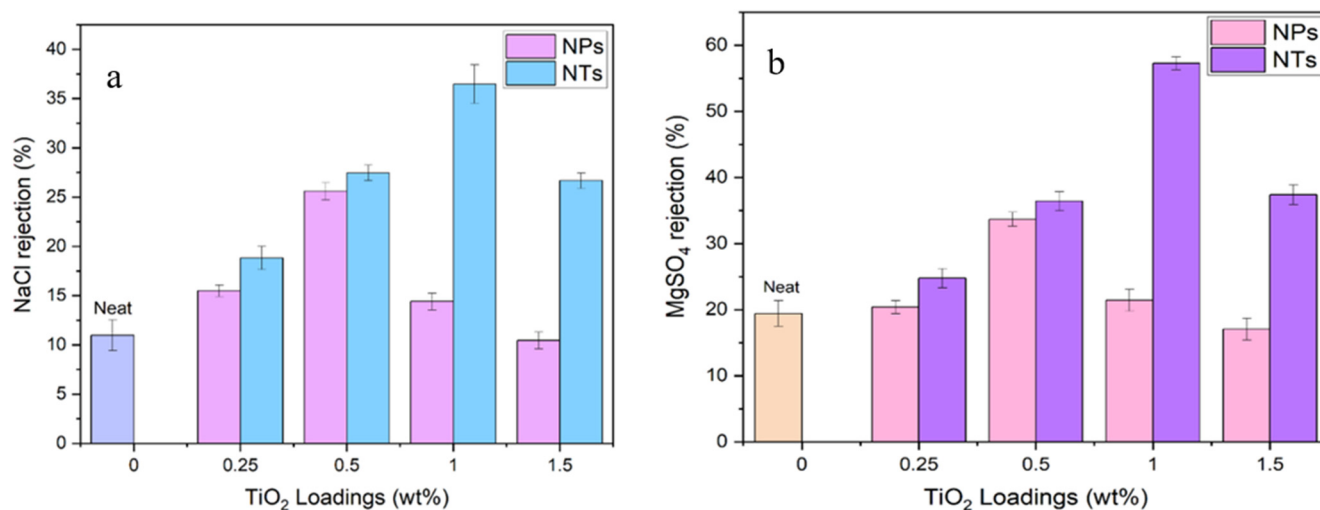 a
NPs
NTs
Neat
NaCl rejection (%)
40
35
30
25
20
15
10
5
0
0 0.25 0.5 1 1.5
TiO₂ Loadings (wt%)
b
NPs
NTs
Neat
MgSO₄ rejection (%)
60
50
40
30
20
10
0
0 0.25 0.5 1 1.5
TiO₂ Loadings (wt%)